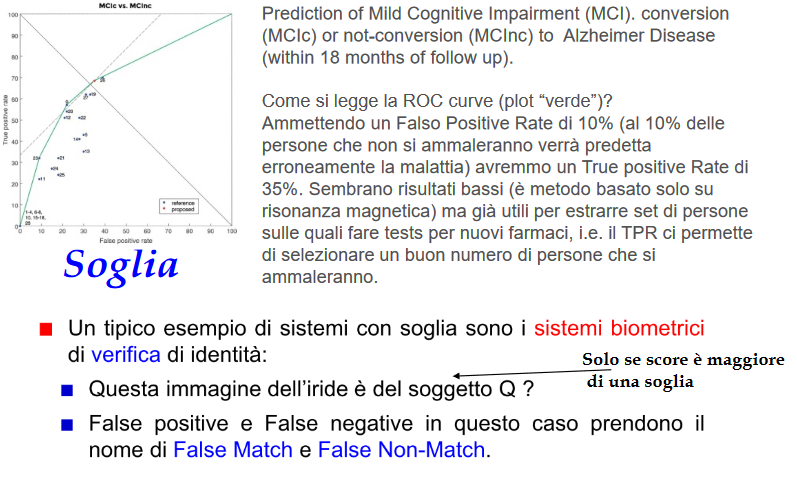 MCIc vs. MCInc
100
90
80
70
60
50
40
30
20
10
0
True positive rate
0 10 20 30 40 50 60 70 80 90 100
False positive rate
reference
proposed
Prediction of Mild Cognitive Impairment (MCI). conversion
(MCIc) or not-conversion (MCInc) to Alzheimer Disease
(within 18 months of follow up).
Come si legge la ROC curve (plot “verde”)?
Ammettendo un Falso Positive Rate di 10% (al 10% delle
persone che non si ammaleranno verrà predetta
erroneamente la malattia) avremmo un True positive Rate di
35%. Sembrano risultati bassi (è metodo basato solo su
risonanza magnetica) ma già utili per estrarre set di persone
sulle quali fare tests per nuovi farmaci, i.e. il TPR ci permette
di selezionare un buon numero di persone che si
ammaleranno.
Soglia
Un tipico esempio di sistemi con soglia sono i sistemi biometrici
di verifica di identità:
Solo se score è maggiore
di una soglia
Questa immagine dell’iride è del soggetto Q ?
False positive e False negative in questo caso prendono il
nome di False Match e False Non-Match.